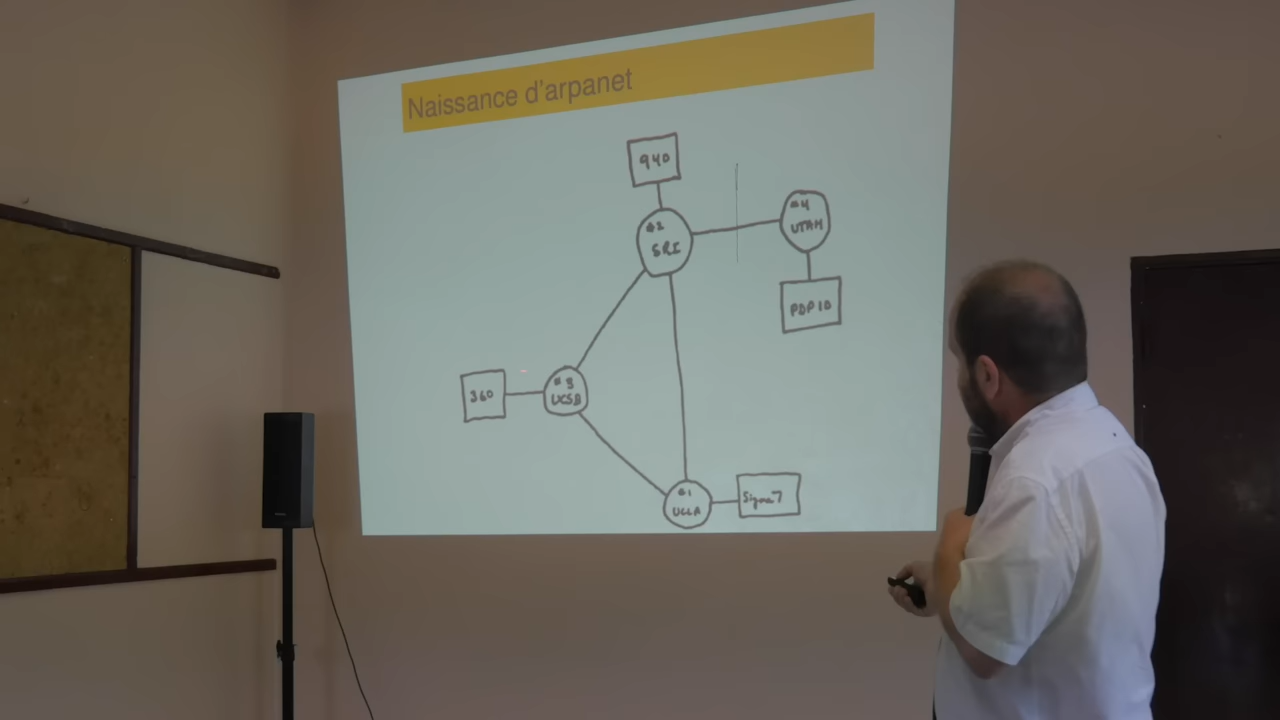 Naissance d'arpanet
940
#2
SRI
#4
UTAH
PDP10
360
#3
UCSB
#1
UCLA
Sigma7